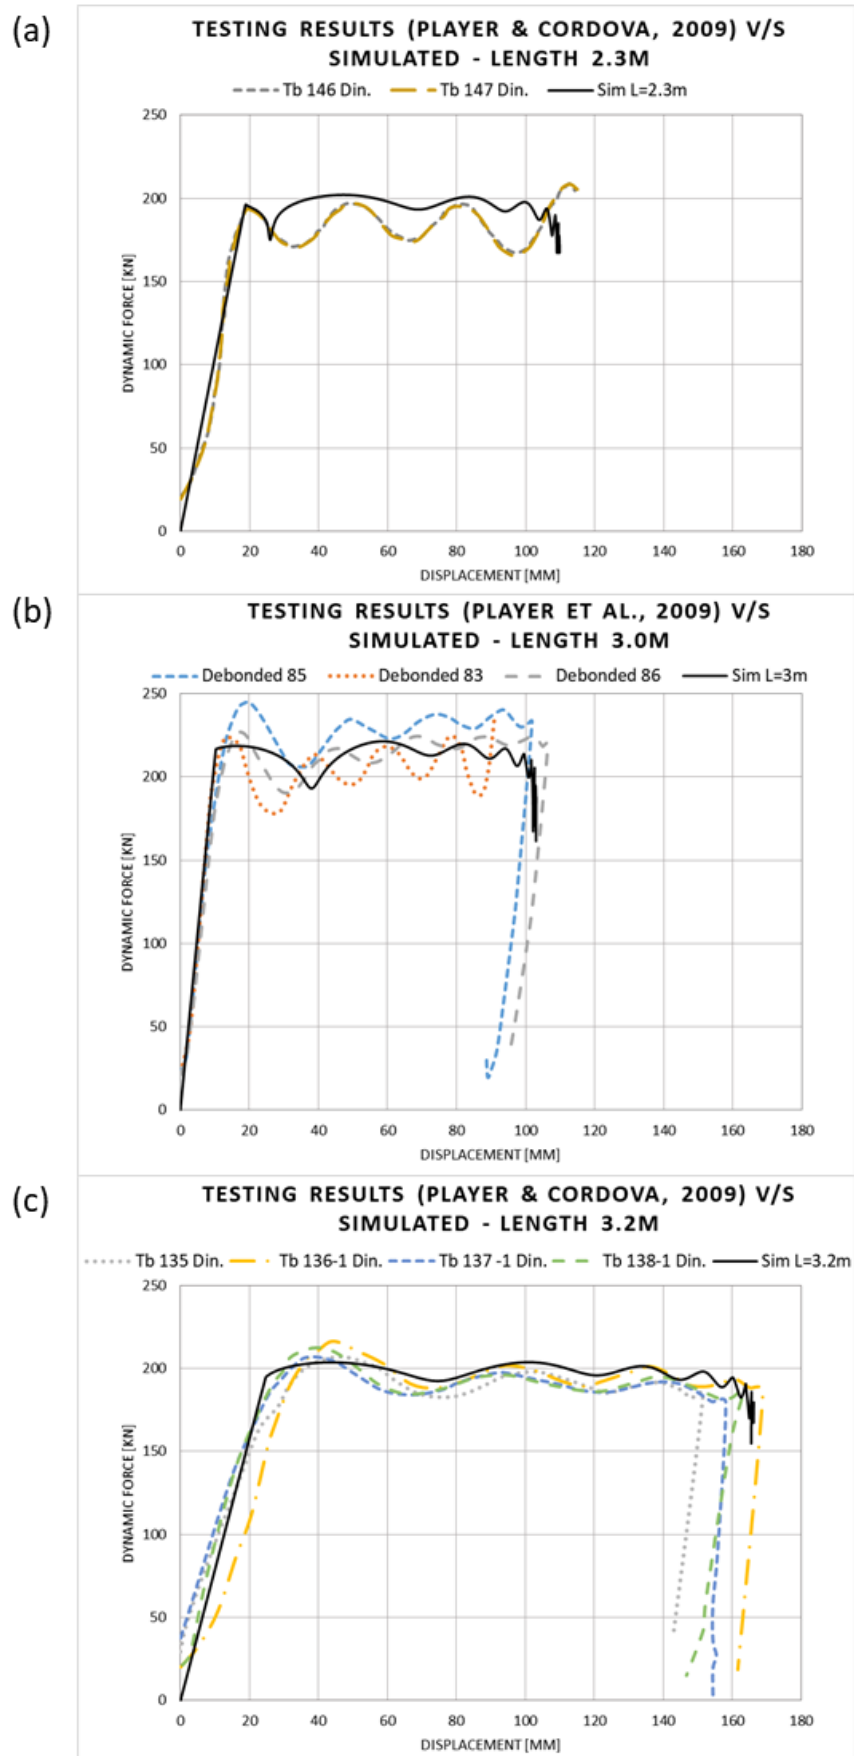 (a)
TESTING RESULTS (PLAYER & CORDOVA, 2009) V/S
SIMULATED - LENGTH 2.3M
Tb 146 Din. Tb 147 Din. Sim L=2.3m
250
200
150
100
50
0
DYNAMIC FORCE [KN]
0 20 40 60 80 100 120 140 160 180
DISPLACEMENT [MM]
(b)
TESTING RESULTS (PLAYER ET AL., 2009) V/S
SIMULATED - LENGTH 3.0M
Debonded 85 Debonded 83 Debonded 86 Sim L=3m
250
200
150
100
50
0
DYNAMIC FORCE [KN]
0 20 40 60 80 100 120 140 160 180
DISPLACEMENT [MM]
(c)
TESTING RESULTS (PLAYER & CORDOVA, 2009) V/S
SIMULATED - LENGTH 3.2M
Tb 135 Din. Tb 136-1 Din. Tb 137 -1 Din. Tb 138-1 Din. Sim L=3.2m
250
200
150
100
50
0
DYNAMIC FORCE [KN]
0 20 40 60 80 100 120 140 160 180
DISPLACEMENT [MM]